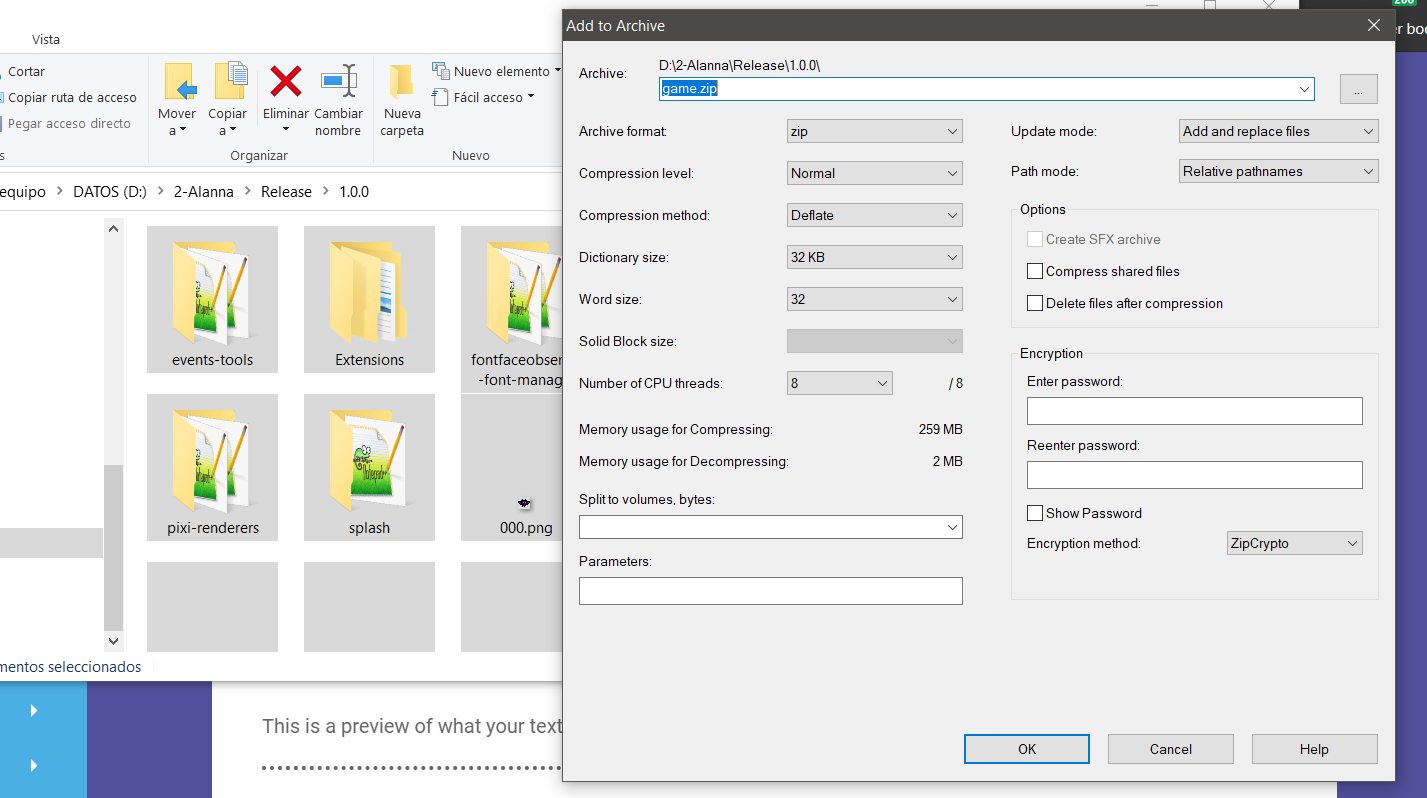 Vista
Cortar
Copiar ruta de acceso
Pegar acceso directo
Mover a
Copiar a
Eliminar
Cambiar nombre
Organizar
Nueva carpeta
Nuevo elemento
Fácil acceso
Nuevo
equipo > DATOS (D:) > 2-Alanna > Release > 1.0.0
events-tools
Extensions
fontfaceobser
-font-manag
pixi-renderers
splash
000.png
mentos seleccionados
This is a preview of what your text
Add to Archive
Archive:
D:\2-Alanna\Release\1.0.0\
game.zip
...
Archive format:
zip
Compression level:
Normal
Compression method:
Deflate
Dictionary size:
32 KB
Word size:
32
Solid Block size:
Number of CPU threads:
8
/ 8
Memory usage for Compressing:
259 MB
Memory usage for Decompressing:
2 MB
Split to volumes, bytes:
Parameters:
Update mode:
Add and replace files
Path mode:
Relative pathnames
Options
Create SFX archive
Compress shared files
Delete files after compression
Encryption
Enter password:
Reenter password:
Show Password
Encryption method:
ZipCrypto
OK
Cancel
Help
er boo